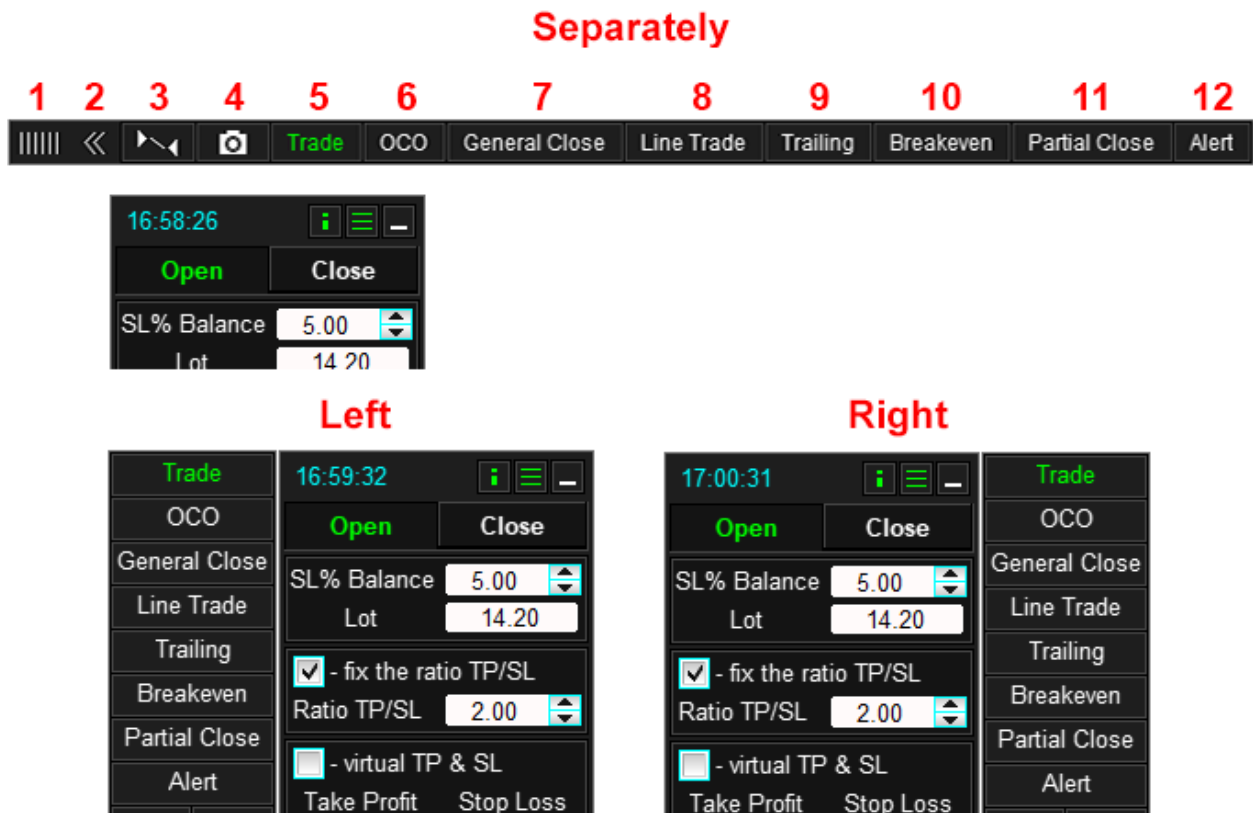 Separately
1 2 3 4 5 6 7 8 9 10 11 12
Trade OCO General Close Line Trade Trailing Breakeven Partial Close Alert
16:58:26
Open Close
SL% Balance 5.00
Lot 14.20
Left
Trade
OCO
General Close
Line Trade
Trailing
Breakeven
Partial Close
Alert
16:59:32
Open Close
SL% Balance 5.00
Lot 14.20
- fix the ratio TP/SL
Ratio TP/SL 2.00
- virtual TP & SL
Take Profit Stop Loss
Right
17:00:31
Open Close
SL% Balance 5.00
Lot 14.20
- fix the ratio TP/SL
Ratio TP/SL 2.00
- virtual TP & SL
Take Profit Stop Loss
Trade
OCO
General Close
Line Trade
Trailing
Breakeven
Partial Close
Alert